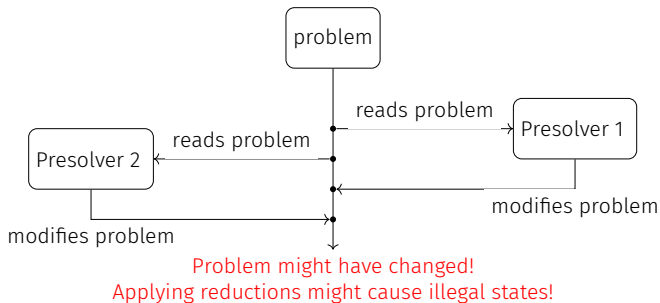 problem
reads problem
Presolver 1
reads problem
Presolver 2
modifies problem
modifies problem
Problem might have changed!
Applying reductions might cause illegal states!